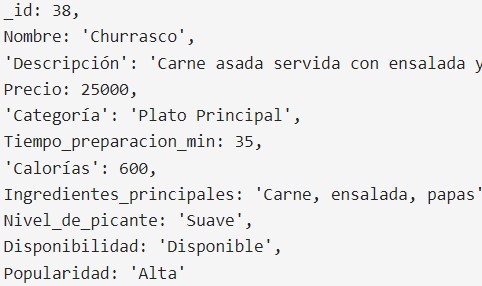 _id: 38,
Nombre: 'Churrasco',
'Descripción': 'Carne asada servida con ensalada y
Precio: 25000,
'Categoría': 'Plato Principal',
Tiempo_preparacion_min: 35,
'Calorías': 600,
Ingredientes_principales: 'Carne, ensalada, papas'
Nivel_de_picante: 'Suave',
Disponibilidad: 'Disponible',
Popularidad: 'Alta'